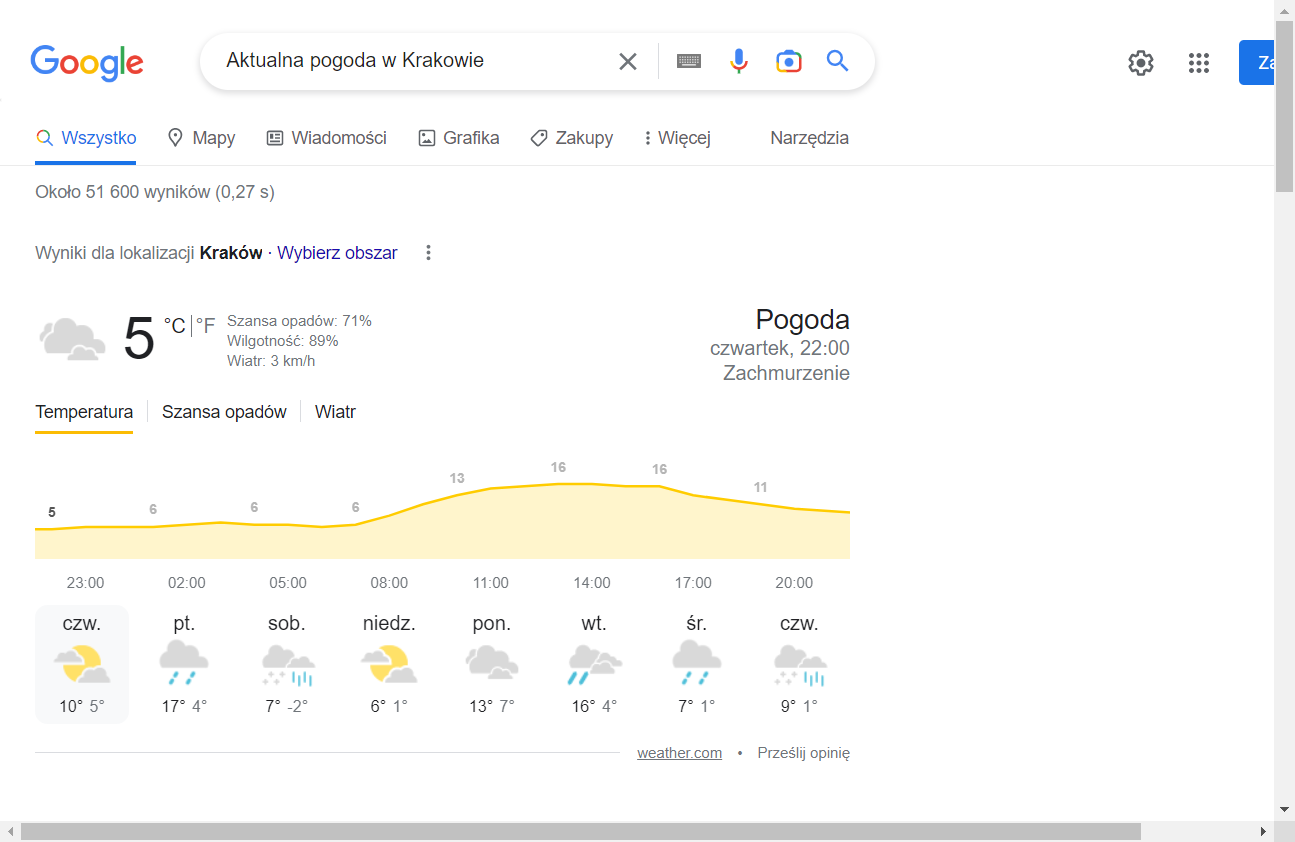 Google
Aktualna pogoda w Krakowie
Za
Wszystko Mapy Wiadomości Grafika Zakupy Więcej Narzędzia
Około 51 600 wyników (0,27 s)
Wyniki dla lokalizacji Kraków · Wybierz obszar
5 °C | °F
Szansa opadów: 71%
Wilgotność: 89%
Wiatr: 3 km/h
Pogoda
czwartek, 22:00
Zachmurzenie
Temperatura Szansa opadów Wiatr
5 6 6 6 13 16 16 11
23:00 02:00 05:00 08:00 11:00 14:00 17:00 20:00
czw. pt. sob. niedz. pon. wt. śr. czw.
10° 5° 17° 4° 7° -2° 6° 1° 13° 7° 16° 4° 7° 1° 9° 1°
weather.com • Prześlij opinię